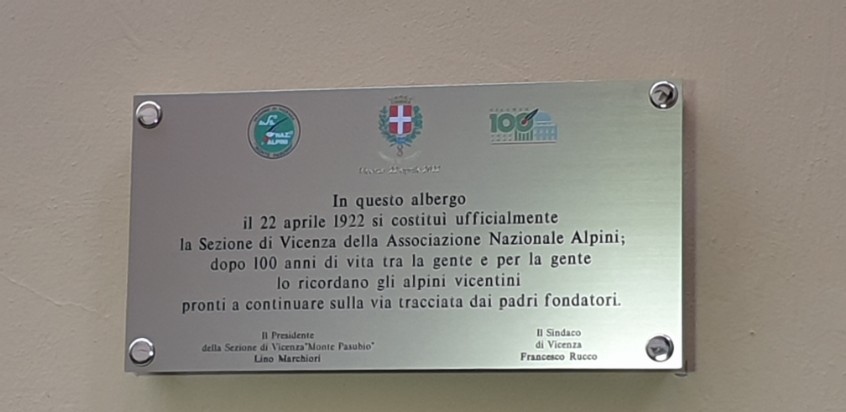 100
In questo albergo
il 22 aprile 1922 si costituì ufficialmente
la Sezione di Vicenza della Associazione Nazionale Alpini;
dopo 100 anni di vita tra la gente e per la gente
lo ricordano gli alpini vicentini
pronti a continuare sulla via tracciata dai padri fondatori.
Il Presidente
della Sezione di Vicenza "Monte Pasubio"
Lino Marchiori
Il Sindaco
di Vicenza
Francesco Rucco